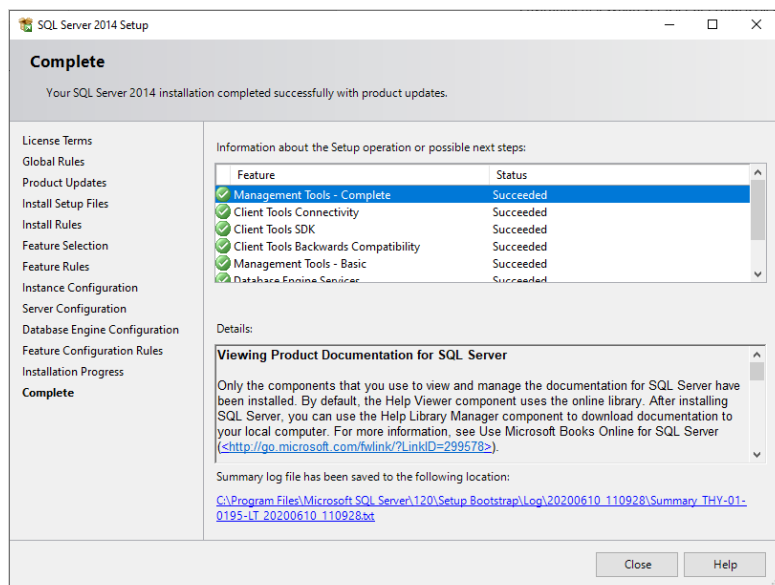 SQL Server 2014 Setup
Complete
Your SQL Server 2014 installation completed successfully with product updates.
License Terms
Global Rules
Product Updates
Install Setup Files
Install Rules
Feature Selection
Feature Rules
Instance Configuration
Server Configuration
Database Engine Configuration
Feature Configuration Rules
Installation Progress
Complete
Information about the Setup operation or possible next steps:
Feature Status
Management Tools - Complete Succeeded
Client Tools Connectivity Succeeded
Client Tools SDK Succeeded
Client Tools Backwards Compatibility Succeeded
Management Tools - Basic Succeeded
Database Engine Services Succeeded
Details:
Viewing Product Documentation for SQL Server
Only the components that you use to view and manage the documentation for SQL Server have
been installed. By default, the Help Viewer component uses the online library. After installing
SQL Server, you can use the Help Library Manager component to download documentation to
your local computer. For more information, see Use Microsoft Books Online for SQL Server
(<http://go.microsoft.com/fwlink/?LinkID=299578>).
Summary log file has been saved to the following location:
C:\Program Files\Microsoft SQL Server\120\Setup Bootstrap\Log\20200610_110928\Summary_THY-01-
0195-LT_20200610_110928.txt
Close Help